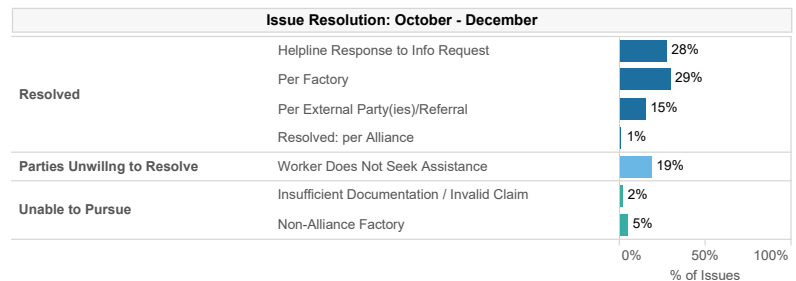 Issue Resolution: October - December
Resolved
Helpline Response to Info Request 28%
Per Factory 29%
Per External Party(ies)/Referral 15%
Resolved: per Alliance 1%
Parties Unwillng to Resolve Worker Does Not Seek Assistance 19%
Unable to Pursue
Insufficient Documentation / Invalid Claim 2%
Non-Alliance Factory 5%
0% 50% 100%
% of Issues